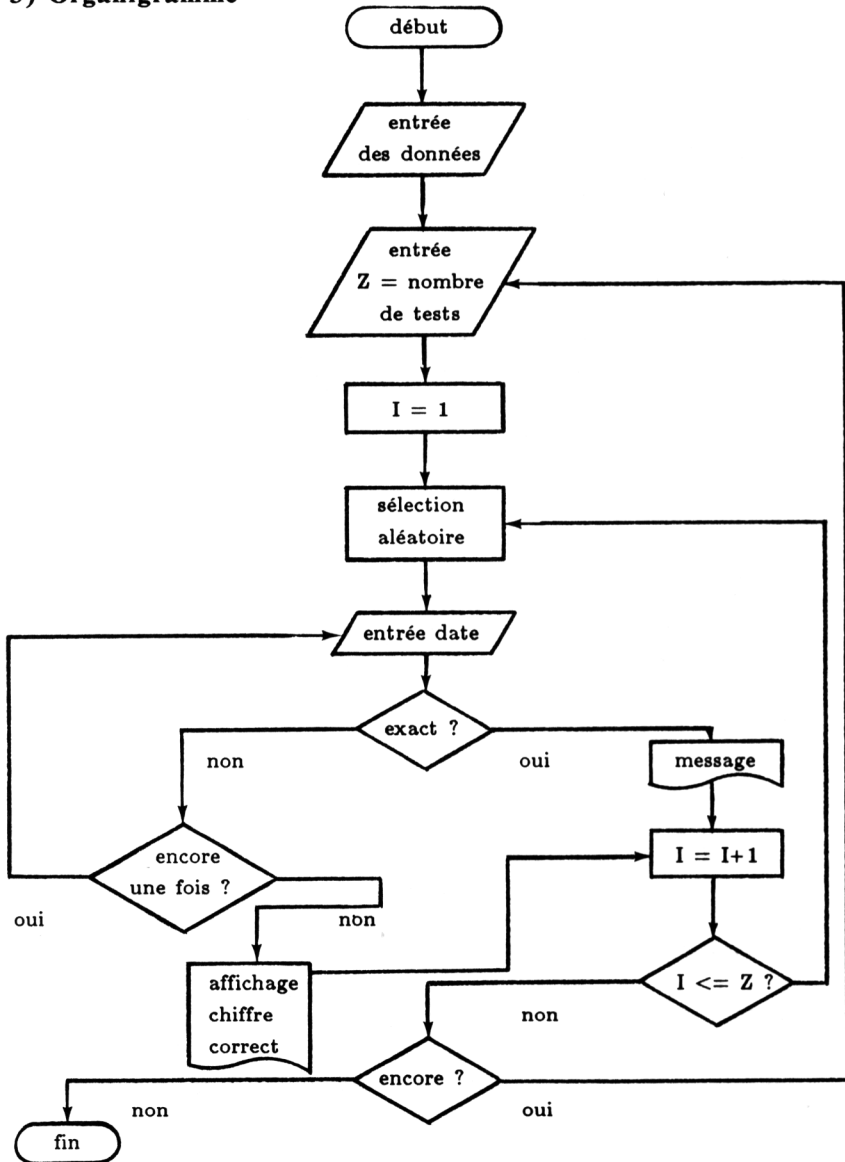 3) Organigramme
début
entrée
des données
entrée
Z = nombre
de tests
I = 1
sélection
aléatoire
entrée date
exact ?
non
oui
message
encore
une fois ?
I = I+1
oui
non
affichage
chiffre
correct
I <= Z ?
non
encore ?
non
oui
fin